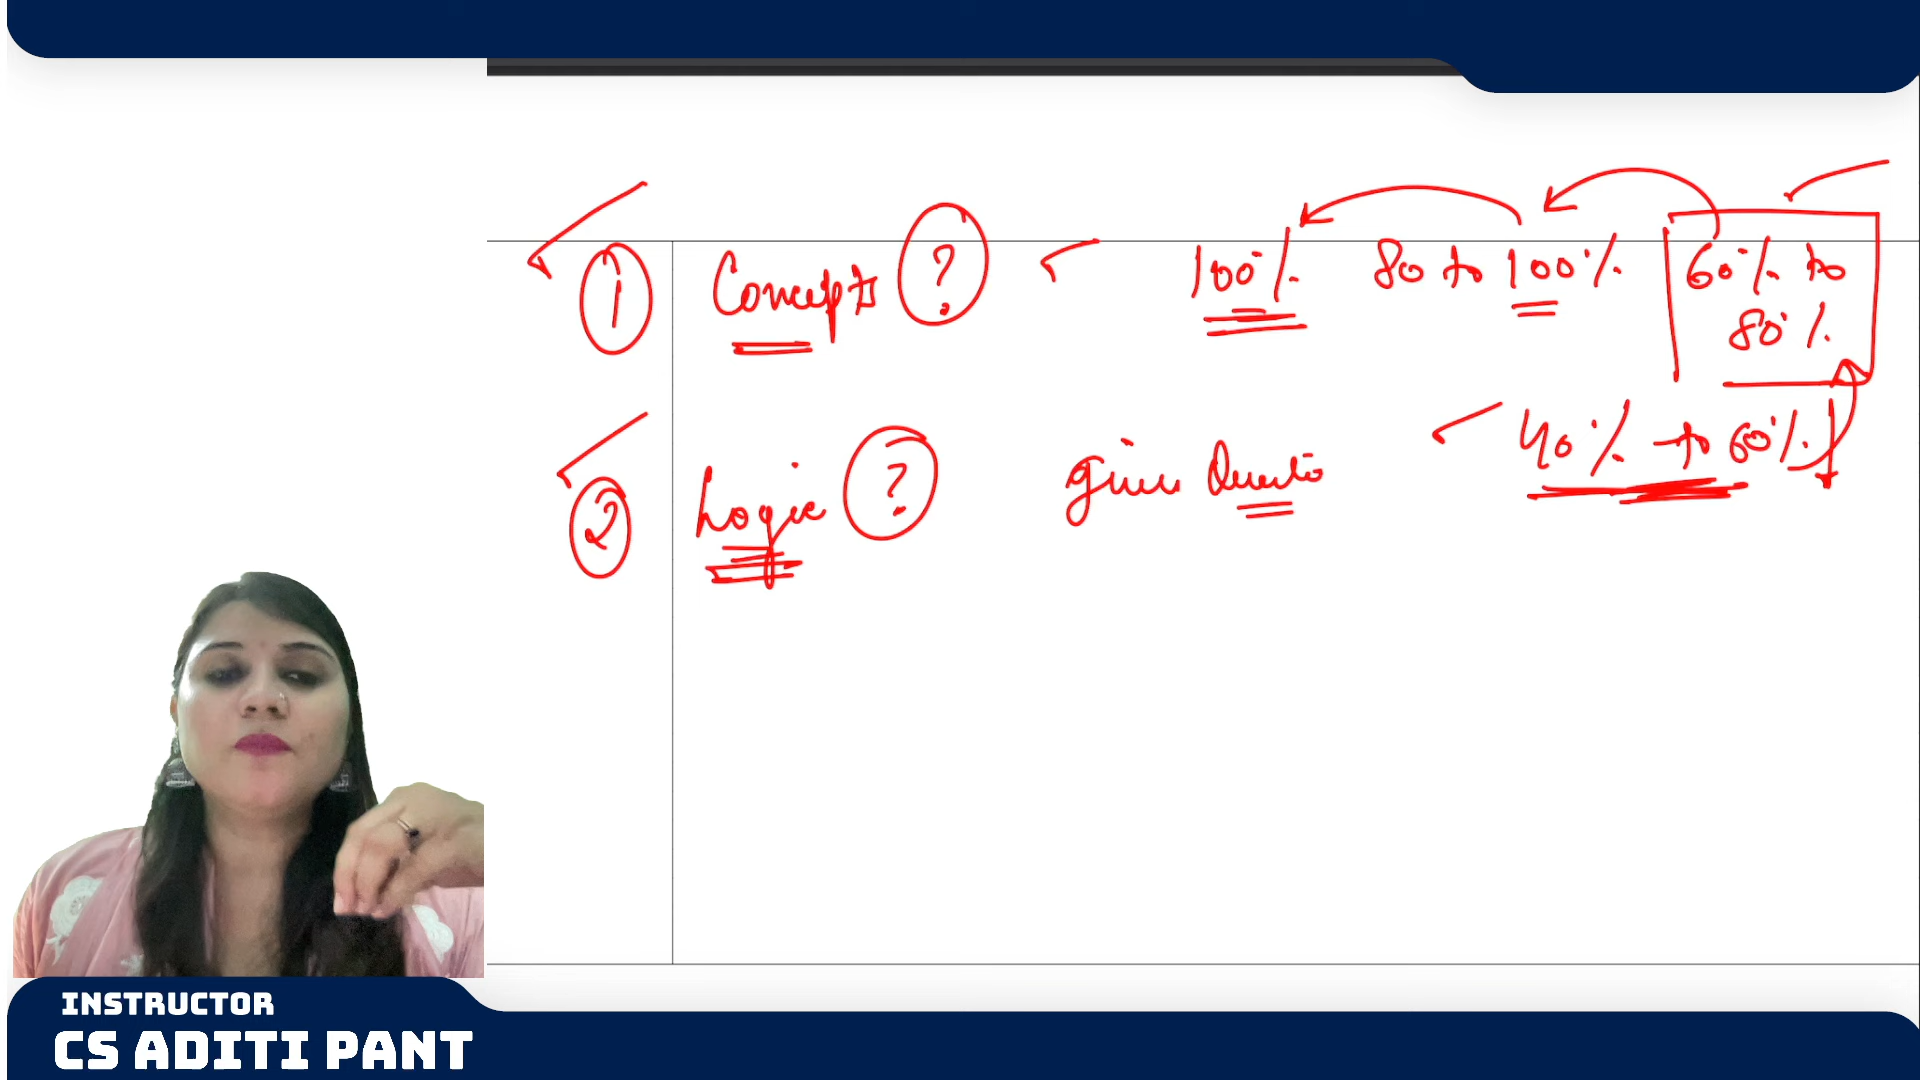 1 Concepts ? 100% 80 to 100% 60% to
80%
2 Logic ? given 40% to 60%
INSTRUCTOR
CS ADITI PANT